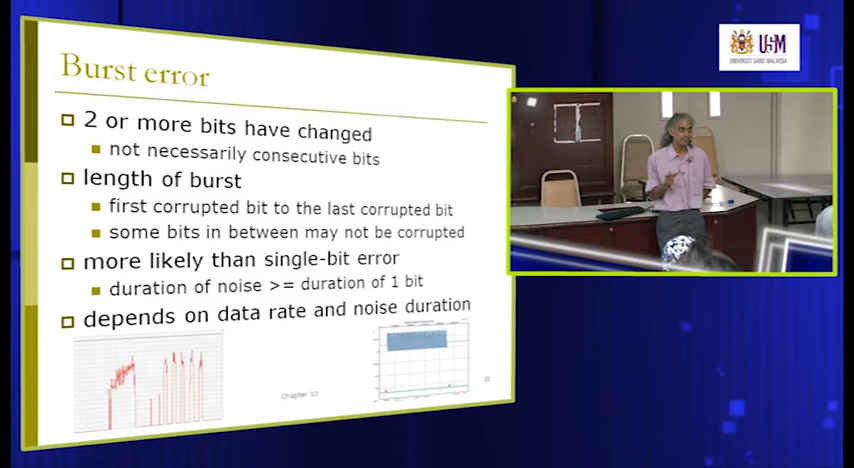 Burst error
2 or more bits have changed
not necessarily consecutive bits
length of burst
first corrupted bit to the last corrupted bit
some bits in between may not be corrupted
more likely than single-bit error
duration of noise >= duration of 1 bit
depends on data rate and noise duration
Chapter 10
32
USM
UNIVERSITI SAINS MALAYSIA